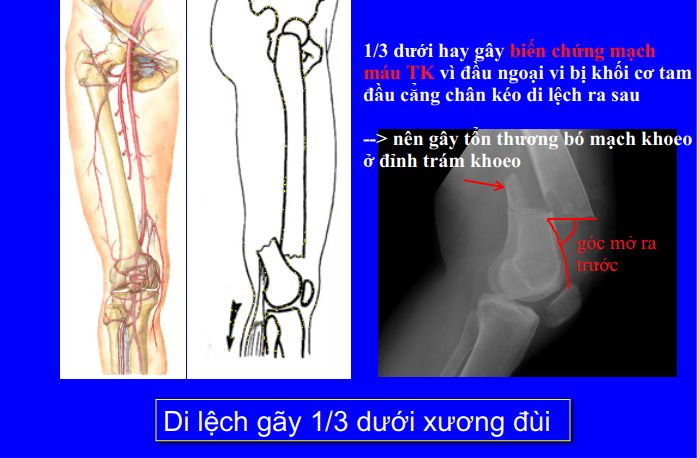 1/3 dưới hay gây biến chứng mạch
máu TK vì đầu ngoại vi bị khối cơ tam
đầu cẳng chân kéo di lệch ra sau
--> nên gây tổn thương bó mạch khoeo
ở đỉnh trám khoeo
góc mở ra
trước
Di lệch gãy 1/3 dưới xương đùi